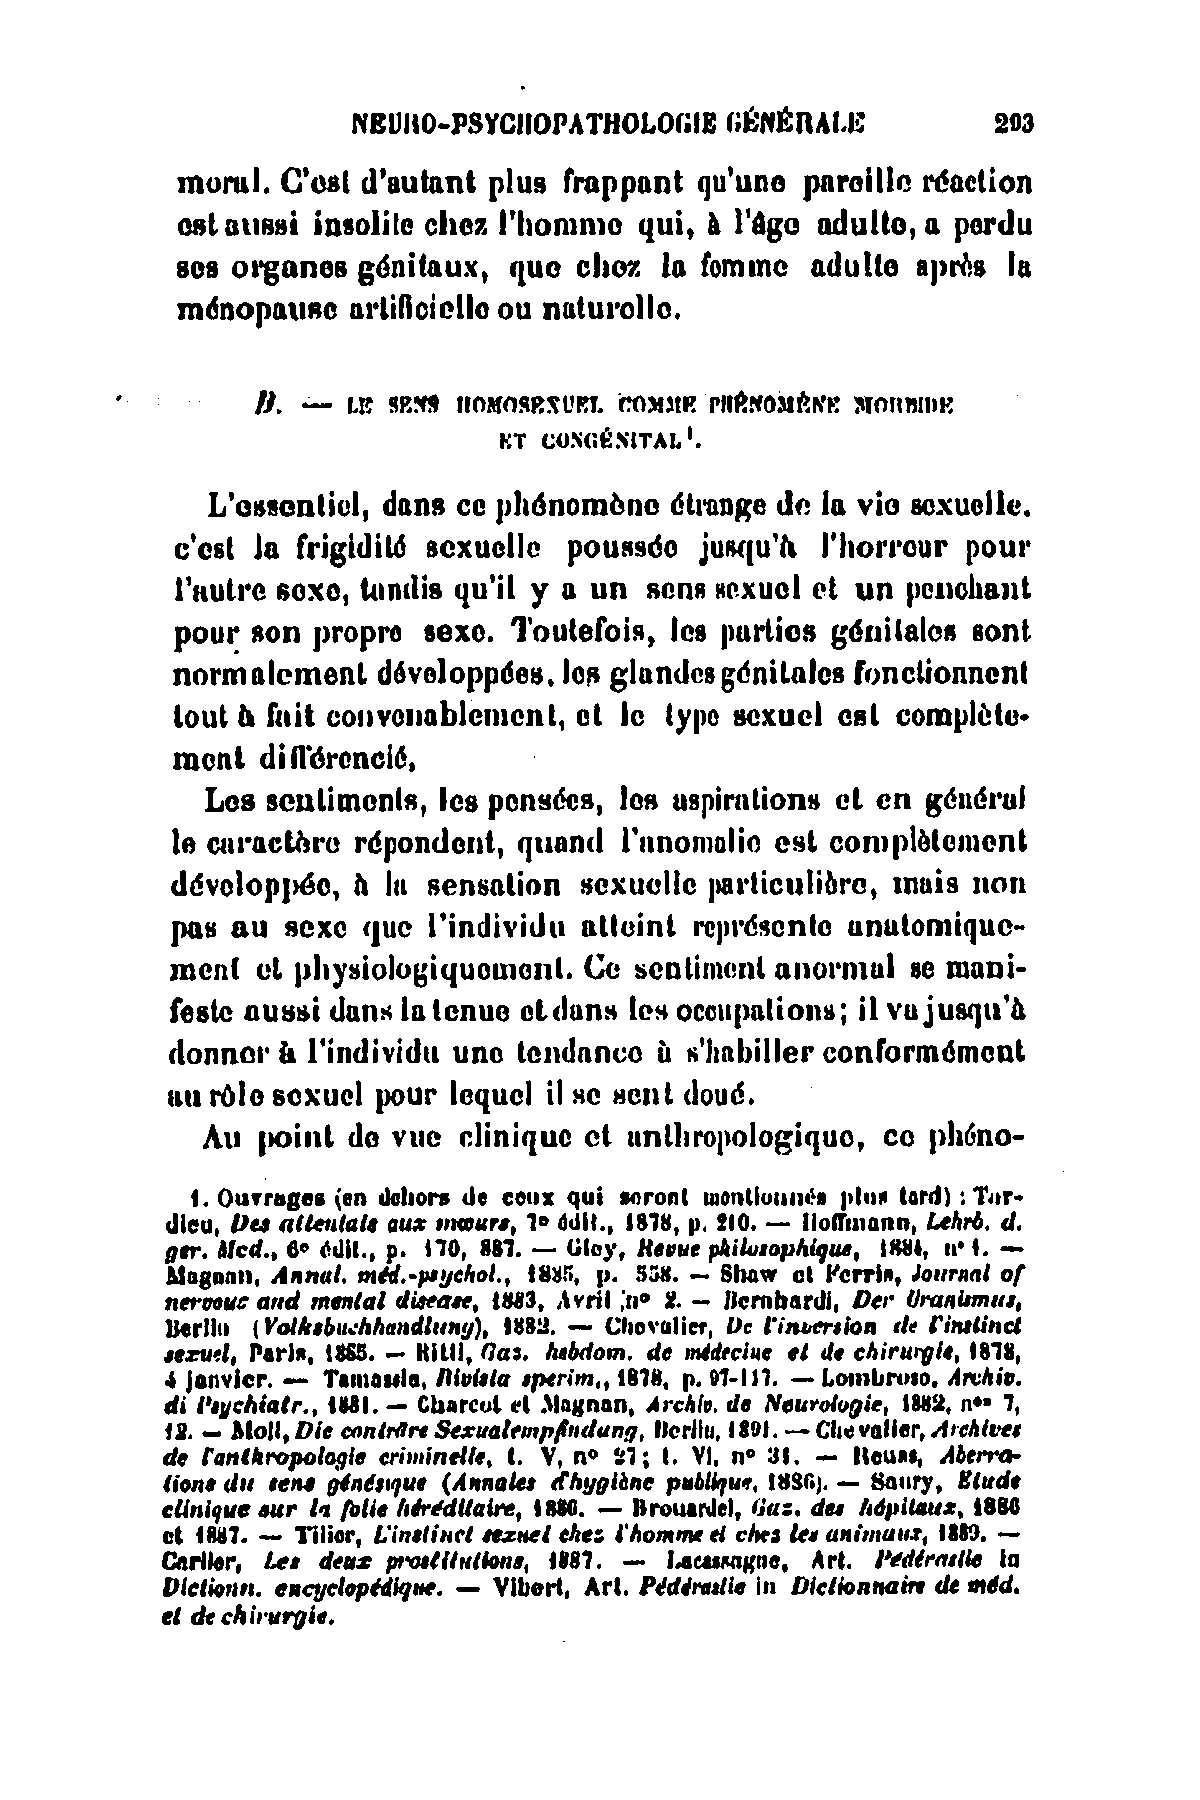 NEURO-PSYCHOPATHOLOGIE GÉNÉRALE 203
moral. C'est d'autant plus frappant qu'une pareille réaction
est aussi insolite chez l'homme qui, à l'âge adulte, a perdu
ses organes génitaux, que chez la femme adulte après la
ménopause artificielle ou naturelle.
B. — LE SENS HOMOSEXUEL COMME PHÉNOMÈNE MORBIDE
ET CONGÉNITAL¹.
L'essentiel, dans ce phénomène étrange de la vie sexuelle.
c'est la frigidité sexuelle poussée jusqu'à l'horreur pour
l'autre sexe, tandis qu'il y a un sens sexuel et un penchant
pour son propre sexe. Toutefois, les parties génitales sont
normalement développées, les glandes génitales fonctionnent
tout à fait convenablement, et le type sexuel est complète-
ment différencié.
Les sentiments, les pensées, les aspirations et en général
le caractère répondent, quand l'anomalie est complètement
développée, à la sensation sexuelle particulière, mais non
pas au sexe que l'individu atteint représente anatomique-
ment et physiologiquement. Ce sentiment anormal se mani-
feste aussi dans la tenue et dans les occupations; il va jusqu'à
donner à l'individu une tendance à s'habiller conformément
au rôle sexuel pour lequel il se sent doué.
Au point de vue clinique et anthropologique, ce phéno-
1. Ouvrages (en dehors de ceux qui seront mentionnés plus tard) : Tar-
dieu, Des attentats aux mœurs, 7e édit., 1878, p. 210. — Hoffmann, Lehrb. d.
ger. Med., 6e édit., p. 170, 887. — Gley, Revue philosophique, 1884, n° 1. —
Magnan, Annal. méd.-psychol., 1885, p. 558. — Shaw et Ferris, Journal of
nervous and mental disease, 1883, Avril n° 2. — Bernhardi, Der Uranismus,
Berlin (Volksbuchhandlung), 1882. — Chevalier, De l'inversion de l'instinct
sexuel, Paris, 1885. — Ritti, Gaz. hebdom. de médecine et de chirurgie, 1878,
4 janvier. — Tamassia, Rivista sperim., 1878, p. 97-117. — Lombroso, Archiv.
di Psychiatr., 1881. — Charcot et Magnan, Archiv. de Neurologie, 1882, nos 7,
12. — Moll, Die conträre Sexualempfindung, Berlin, 1891. — Chevalier, Archives
de l'anthropologie criminelle, t. V, n° 27; t. VI, n° 31. — Reuss, Aberra-
tions du sens génésique (Annales d'hygiène publique, 1886). — Saury, Etude
clinique sur la folie héréditaire, 1886. — Brouardel, Gaz. des hôpitaux, 1886
et 1887. — Tilier, L'instinct sexuel chez l'homme et chez les animaux, 1889. —
Carlier, Les deux prostitutions, 1887. — Lacassagne, Art. Pédérastie in
Dictionn. encyclopédique. — Vibert, Art. Pédérastie in Dictionnaire de méd.
et de chirurgie.